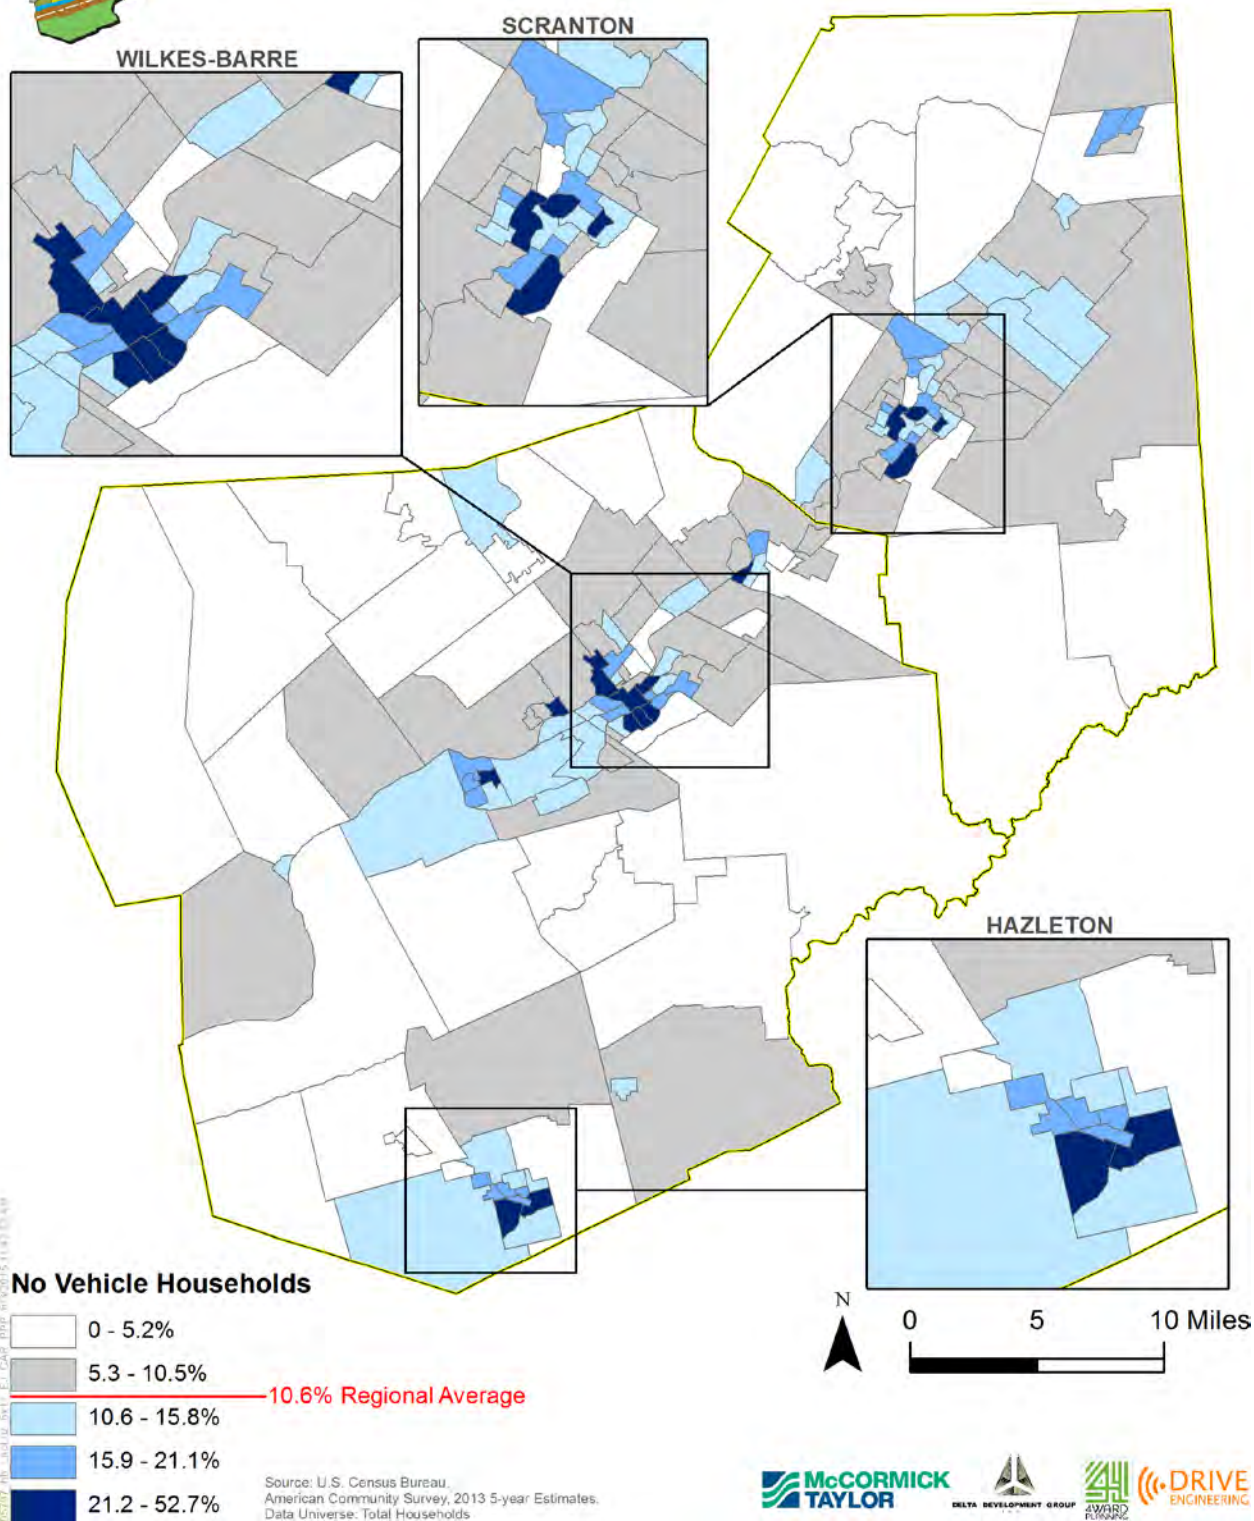 SCRANTON
WILKES-BARRE
HAZLETON
No Vehicle Households
0 - 5.2%
5.3 - 10.5%
10.6% Regional Average
10.6 - 15.8%
15.9 - 21.1%
21.2 - 52.7%
N
0 5 10 Miles
Source: U.S. Census Bureau,
American Community Survey, 2013 5-year Estimates.
Data Universe: Total Households
McCORMICK
TAYLOR
DELTA DEVELOPMENT GROUP
4WARD
PLANNING
DRIVE
ENGINEERING